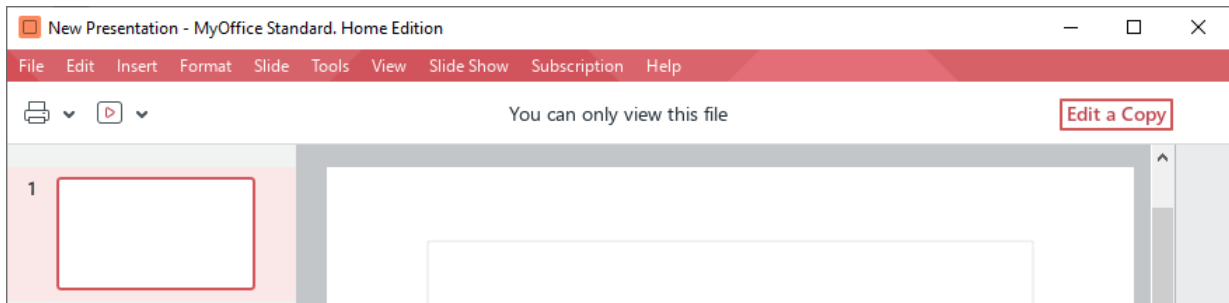 New Presentation - MyOffice Standard. Home Edition
File Edit Insert Format Slide Tools View Slide Show Subscription Help
You can only view this file Edit a Copy
1